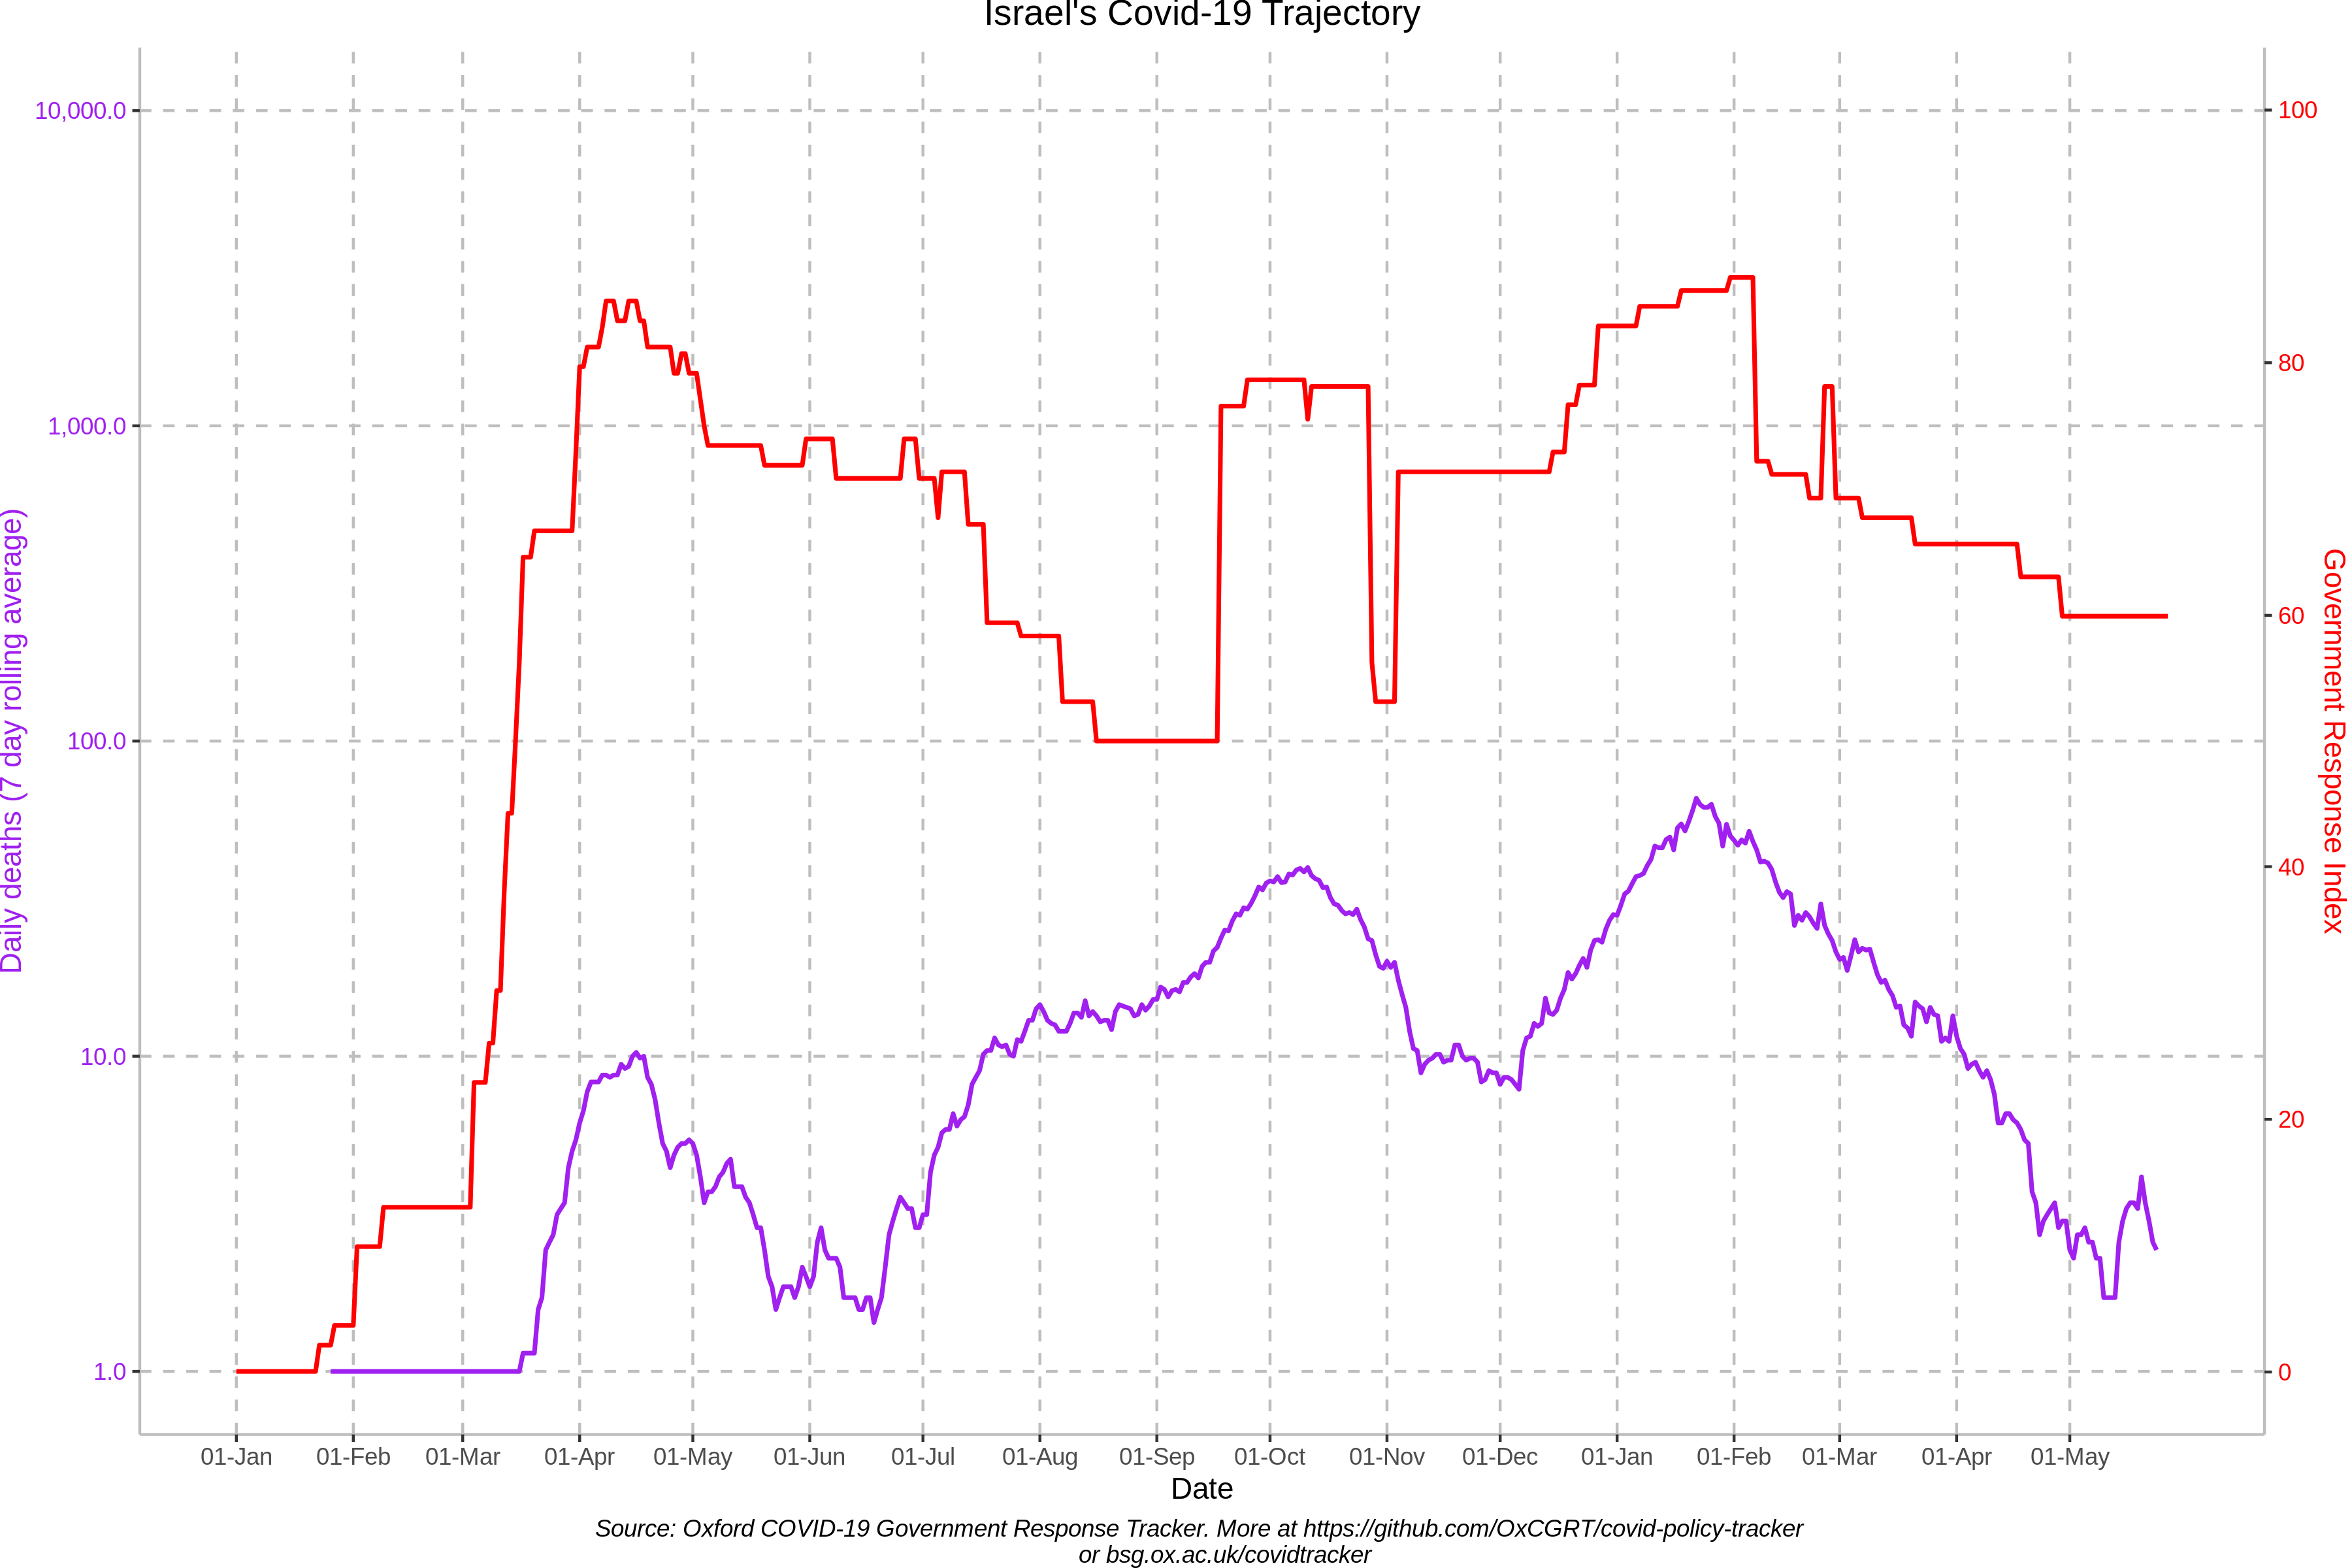 Israel's Covid-19 Trajectory
10,000.0
1,000.0
100.0
10.0
1.0
Daily deaths (7 day rolling average)
100
80
60
40
20
0
Government Response Index
01-Jan 01-Feb 01-Mar 01-Apr 01-May 01-Jun 01-Jul 01-Aug 01-Sep 01-Oct 01-Nov 01-Dec 01-Jan 01-Feb 01-Mar 01-Apr 01-May
Date
Source: Oxford COVID-19 Government Response Tracker. More at https://github.com/OxCGRT/covid-policy-tracker
or bsg.ox.ac.uk/covidtracker